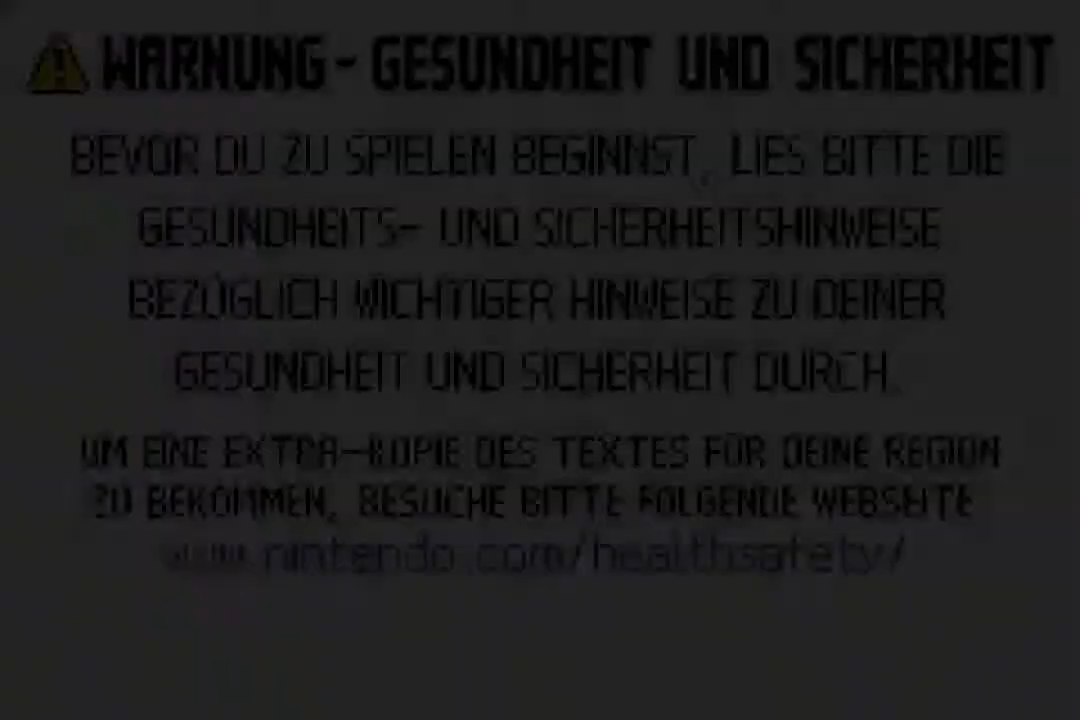 WARNUNG - GESUNDHEIT UND SICHERHEIT
BEVOR DU ZU SPIELEN BEGINNST, LIES BITTE DIE
GESUNDHEITS- UND SICHERHEITSHINWEISE
BEZÜGLICH WICHTIGER HINWEISE ZU DEINER
GESUNDHEIT UND SICHERHEIT DURCH.
UM EINE EXTRA-KOPIE DES TEXTES FÜR DEINE REGION
ZU BEKOMMEN, BESUCHE BITTE FOLGENDE WEBSEITE
www.nintendo.com/healthsafety/